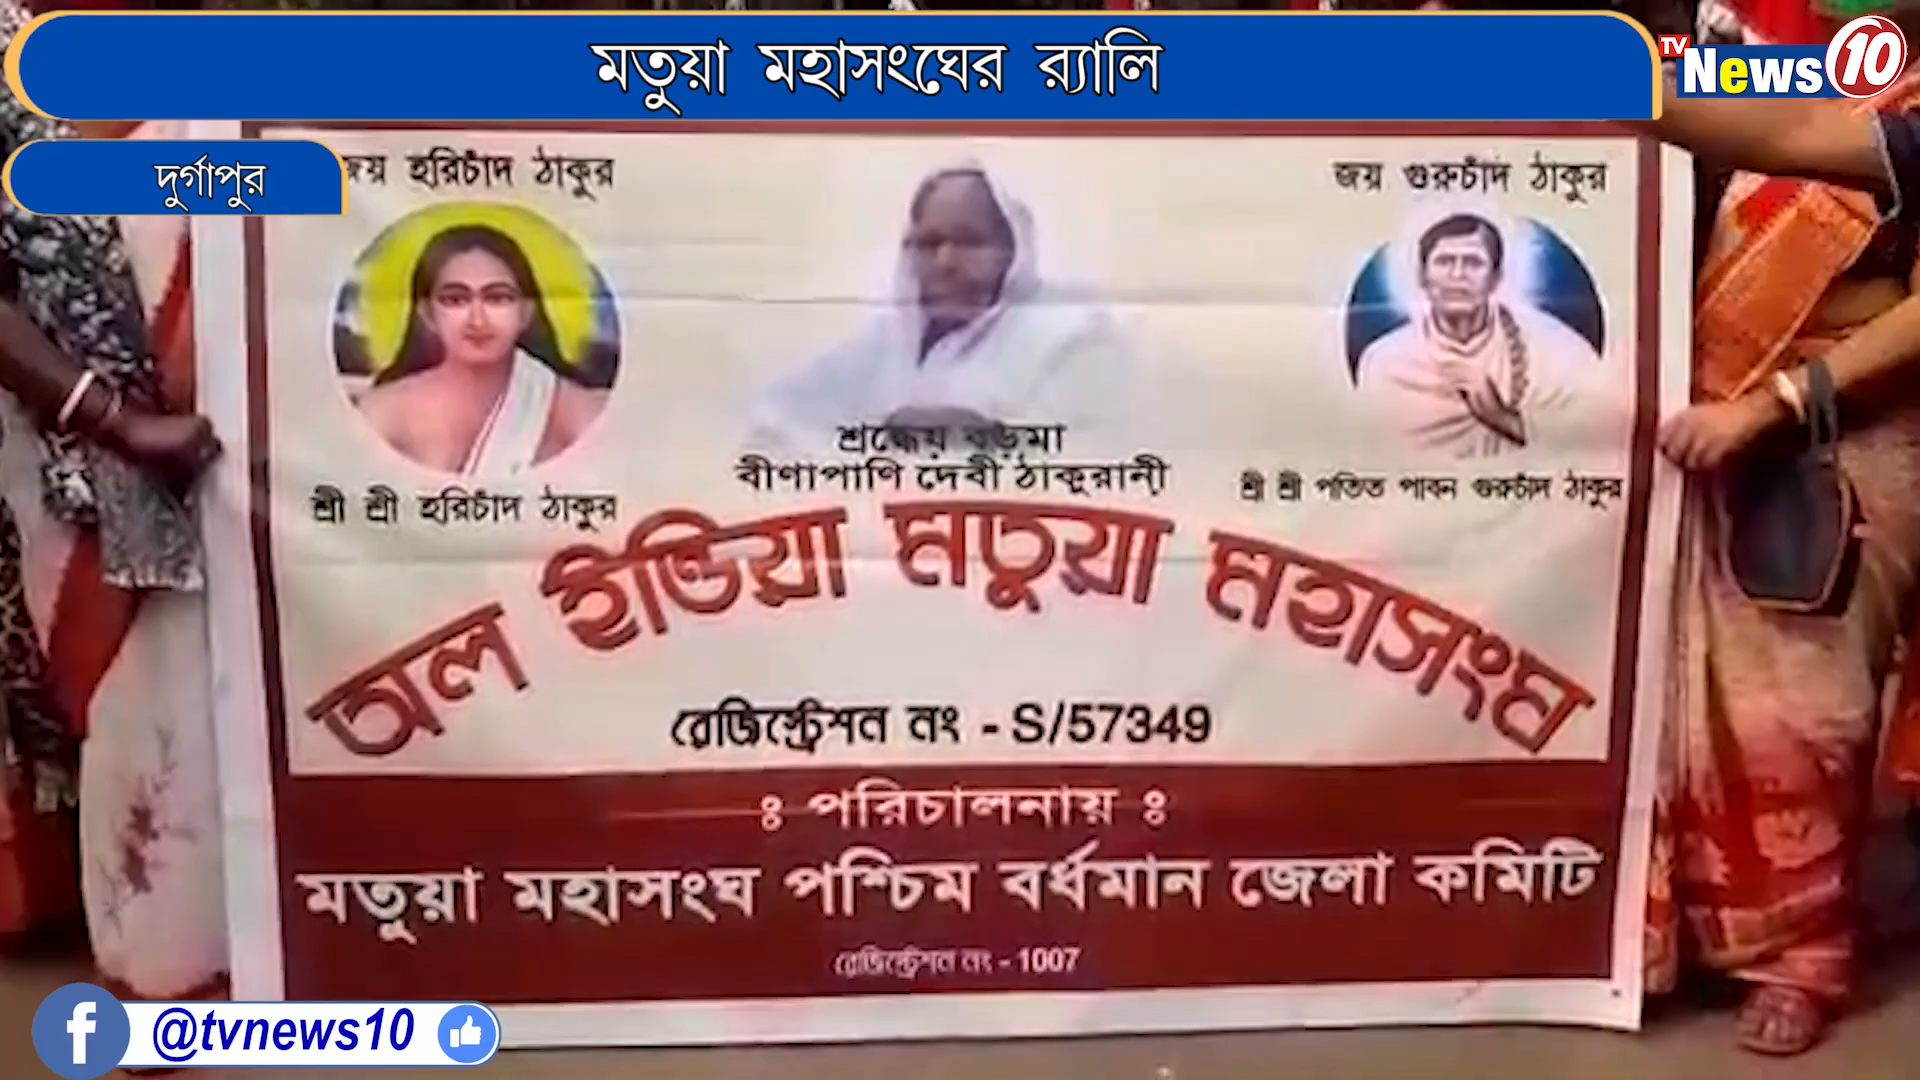 মতুয়া মহাসংঘের র‍্যালি
TV News 10
দুর্গাপুর
জয় হরিচাঁদ ঠাকুর
জয় গুরুচাঁদ ঠাকুর
শ্রদ্ধেয় বড়মা
বীণাপাণি দেবী ঠাকুরানী
শ্রী শ্রী হরিচাঁদ ঠাকুর
শ্রী শ্রী পতিত পাবন গুরুচাঁদ ঠাকুর
অল ইন্ডিয়া মতুয়া মহাসংঘ
রেজিস্ট্রেশন নং - S/57349
ঃ পরিচালনায় ঃ
মতুয়া মহাসংঘ পশ্চিম বর্ধমান জেলা কমিটি
রেজিস্ট্রেশন নং - 1007
f @tvnews10